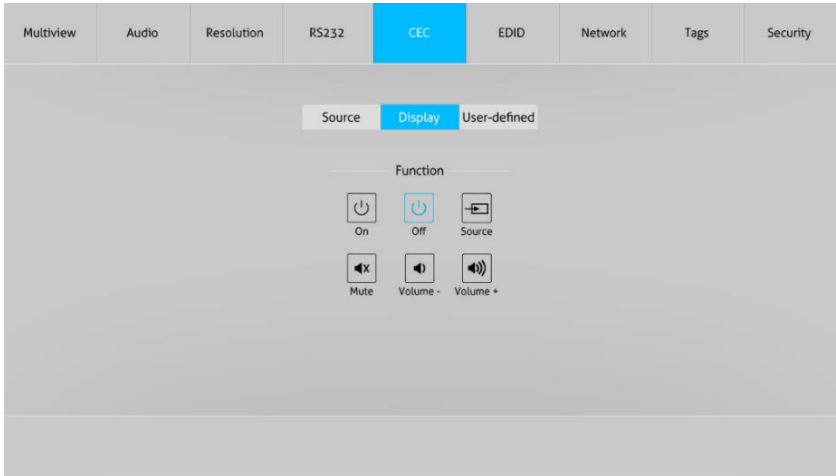 Multiview Audio Resolution RS232 CEC EDID Network Tags Security
Source Display User-defined
Function
On Off Source
Mute Volume - Volume +